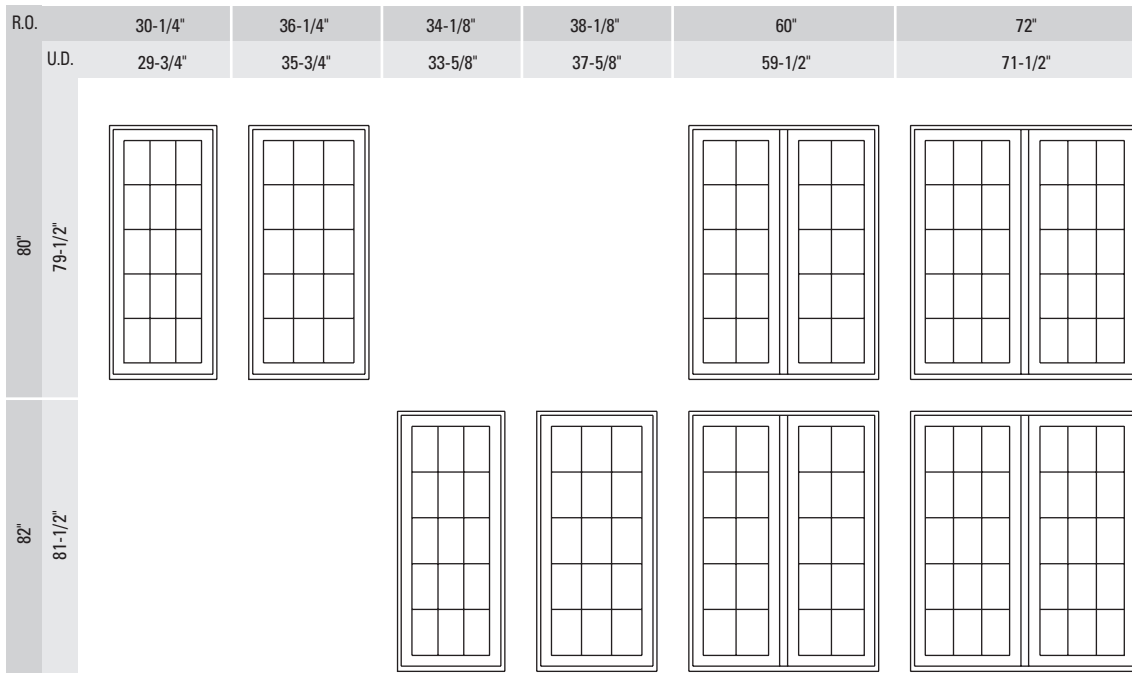 R.O. 30-1/4" 36-1/4" 34-1/8" 38-1/8" 60" 72"
U.D. 29-3/4" 35-3/4" 33-5/8" 37-5/8" 59-1/2" 71-1/2"
80" 79-1/2"
82" 81-1/2"